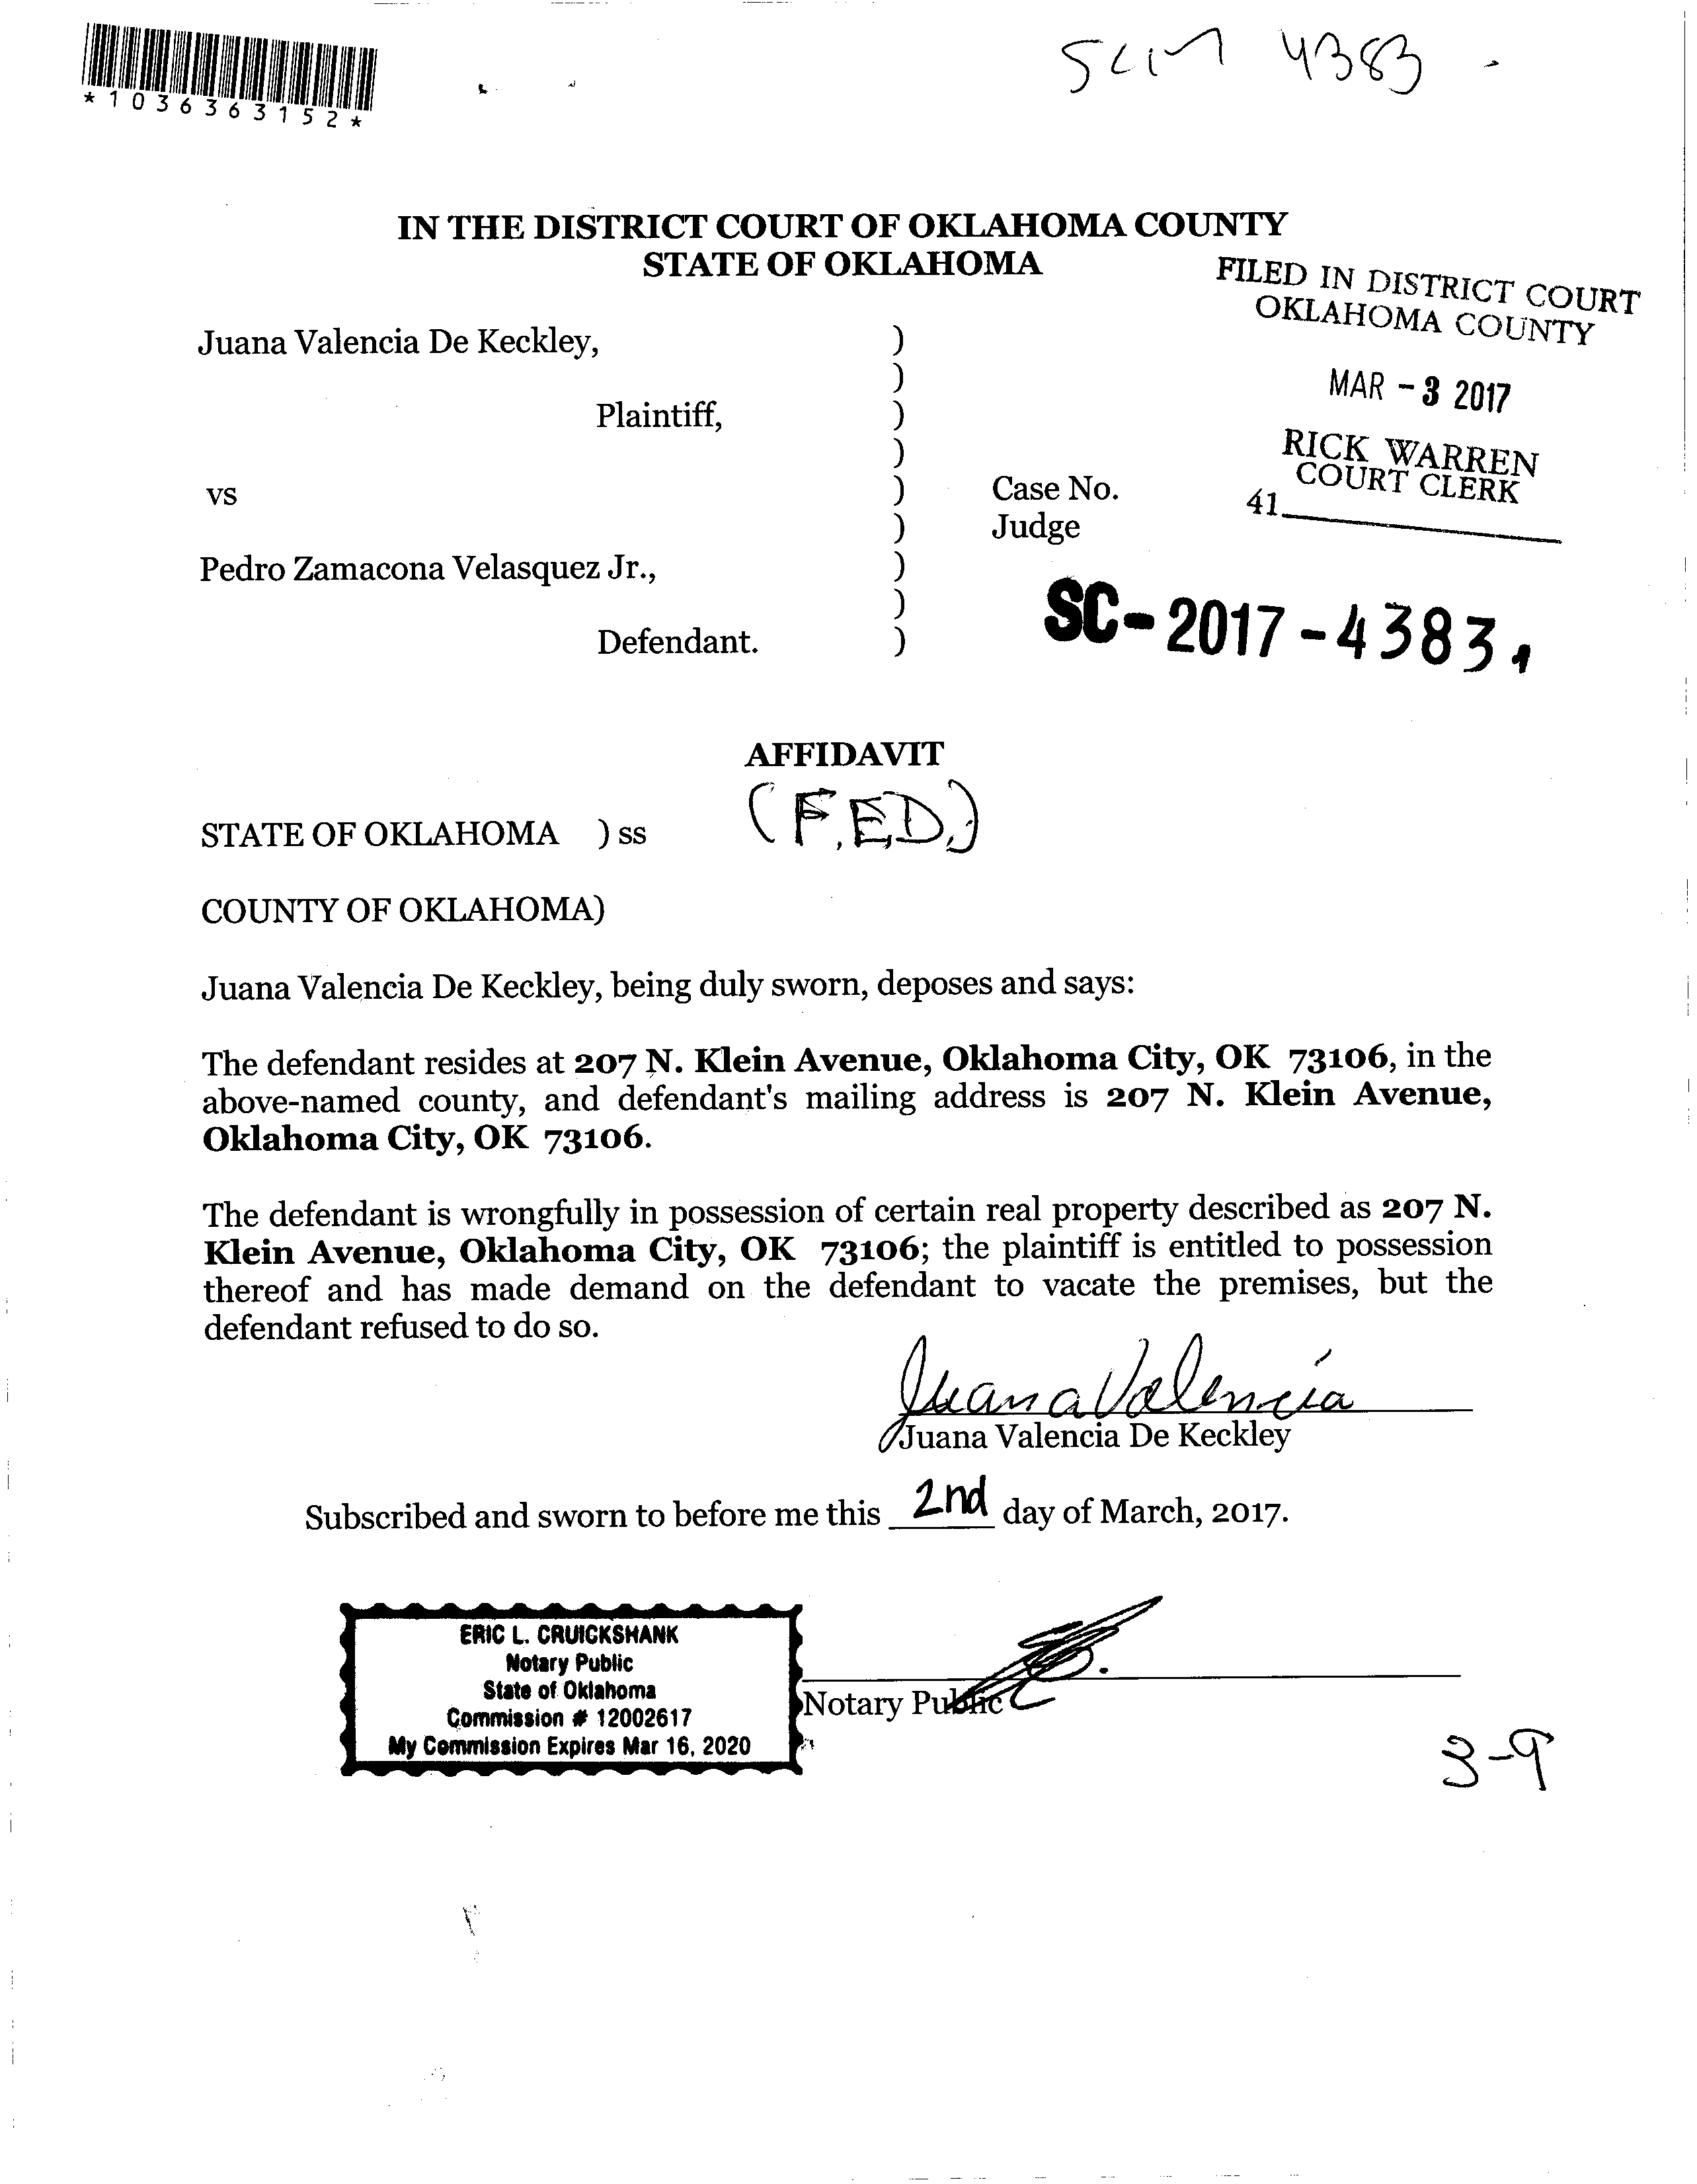 *1036363152*
SCM 4383
IN THE DISTRICT COURT OF OKLAHOMA COUNTY
STATE OF OKLAHOMA
FILED IN DISTRICT COURT
OKLAHOMA COUNTY
MAR - 3 2017
RICK WARREN
COURT CLERK
41
Juana Valencia De Keckley, )
)
Plaintiff, )
)
vs ) Case No.
) Judge
Pedro Zamacona Velasquez Jr., )
)
Defendant. )
SC-2017-4383
AFFIDAVIT
(F.E.D.)
STATE OF OKLAHOMA ) ss
COUNTY OF OKLAHOMA)
Juana Valencia De Keckley, being duly sworn, deposes and says:
The defendant resides at 207 N. Klein Avenue, Oklahoma City, OK 73106, in the
above-named county, and defendant's mailing address is 207 N. Klein Avenue,
Oklahoma City, OK 73106.
The defendant is wrongfully in possession of certain real property described as 207 N.
Klein Avenue, Oklahoma City, OK 73106; the plaintiff is entitled to possession
thereof and has made demand on the defendant to vacate the premises, but the
defendant refused to do so.
Juana Valencia
Juana Valencia De Keckley
Subscribed and sworn to before me this 2nd day of March, 2017.
ERIC L. CRUICKSHANK
Notary Public
State of Oklahoma
Commission # 12002617
My Commission Expires Mar 16, 2020
Notary Public
3-9